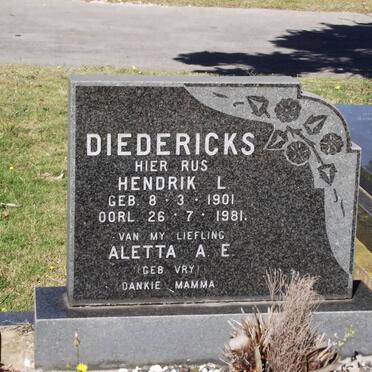 DIEDERICKS
HIER RUS
HENDRIK L
GEB 8·3·1901
OORL 26·7·1981.
VAN MY LIEFLING
ALETTA A E
(GEB VRY)
DANKIE MAMMA